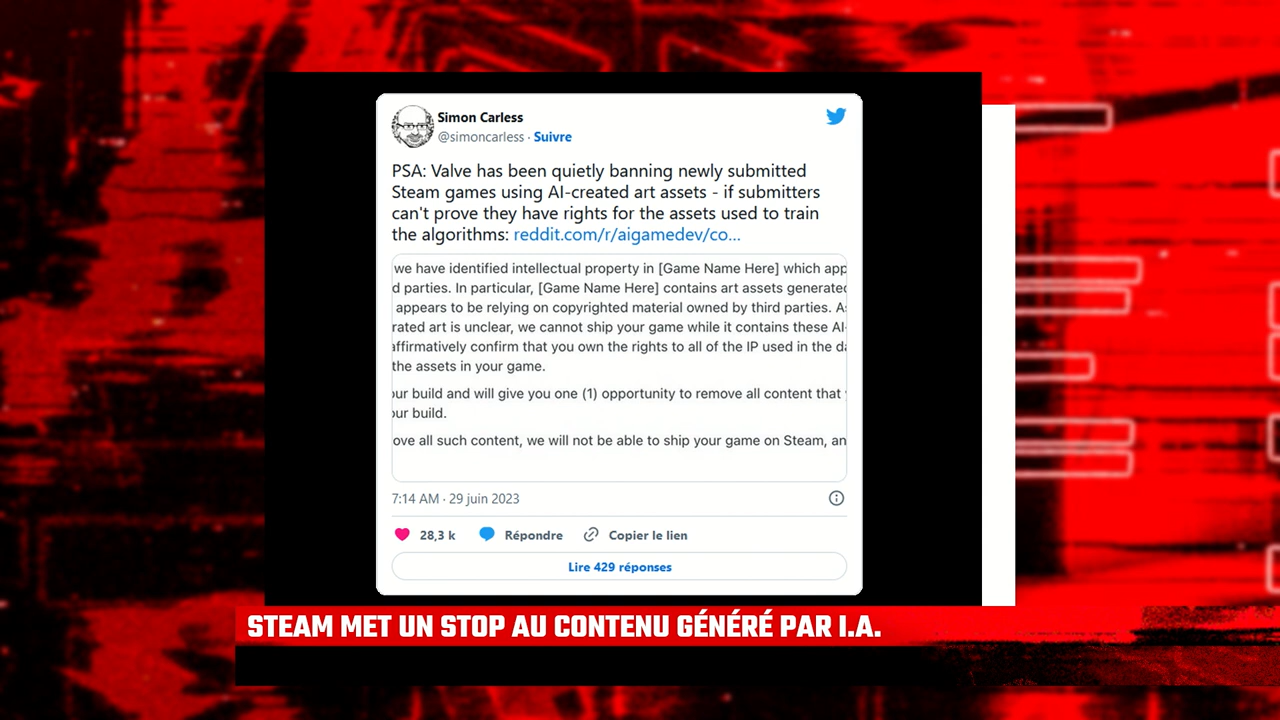 Simon Carless
@simoncarless · Suivre
PSA: Valve has been quietly banning newly submitted
Steam games using AI-created art assets - if submitters
can't prove they have rights for the assets used to train
the algorithms: reddit.com/r/aigamedev/co...
we have identified intellectual property in [Game Name Here] which app
d parties. In particular, [Game Name Here] contains art assets generated
appears to be relying on copyrighted material owned by third parties. As
rated art is unclear, we cannot ship your game while it contains these AI-
affirmatively confirm that you own the rights to all of the IP used in the da
the assets in your game.
our build and will give you one (1) opportunity to remove all content that
our build.
ove all such content, we will not be able to ship your game on Steam, an
7:14 AM · 29 juin 2023
28,3 k Répondre Copier le lien
Lire 429 réponses
STEAM MET UN STOP AU CONTENU GÉNÉRÉ PAR I.A.